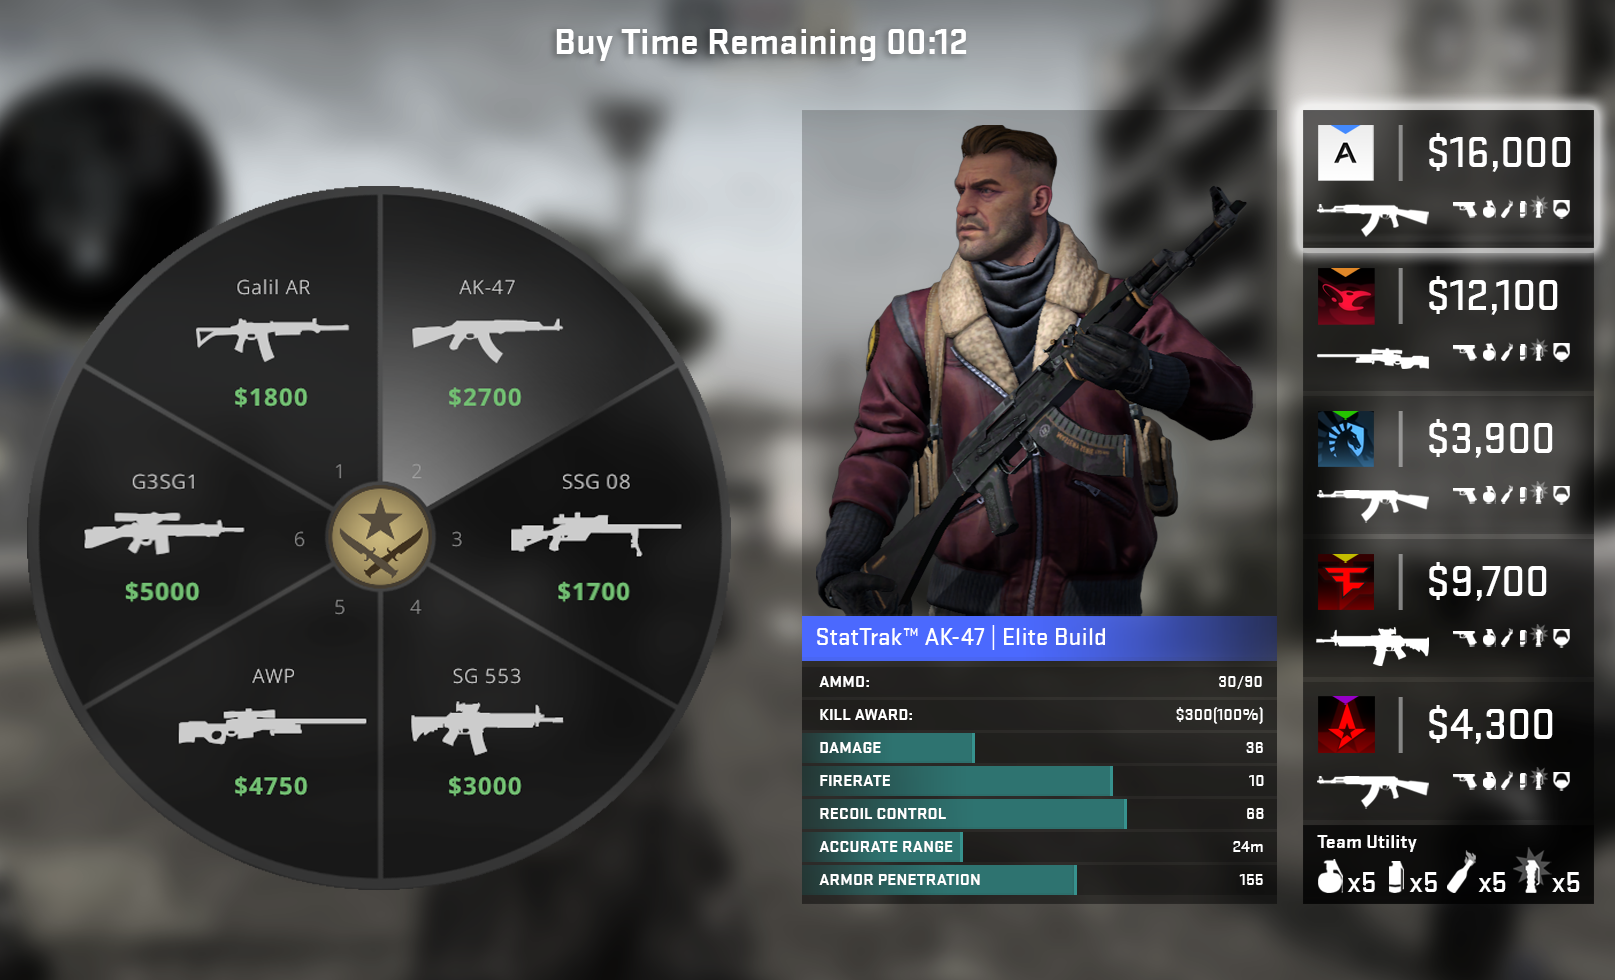 Buy Time Remaining 00:12
Galil AR
$1800
AK-47
$2700
G3SG1
$5000
SSG 08
$1700
AWP
$4750
SG 553
$3000
1
2
3
4
5
6
StatTrak™ AK-47 | Elite Build
AMMO: 30/90
KILL AWARD: $300(100%)
DAMAGE 36
FIRERATE 10
RECOIL CONTROL 68
ACCURATE RANGE 24m
ARMOR PENETRATION 155
A $16,000
$12,100
$3,900
$9,700
$4,300
Team Utility
x5 x5 x5 x5